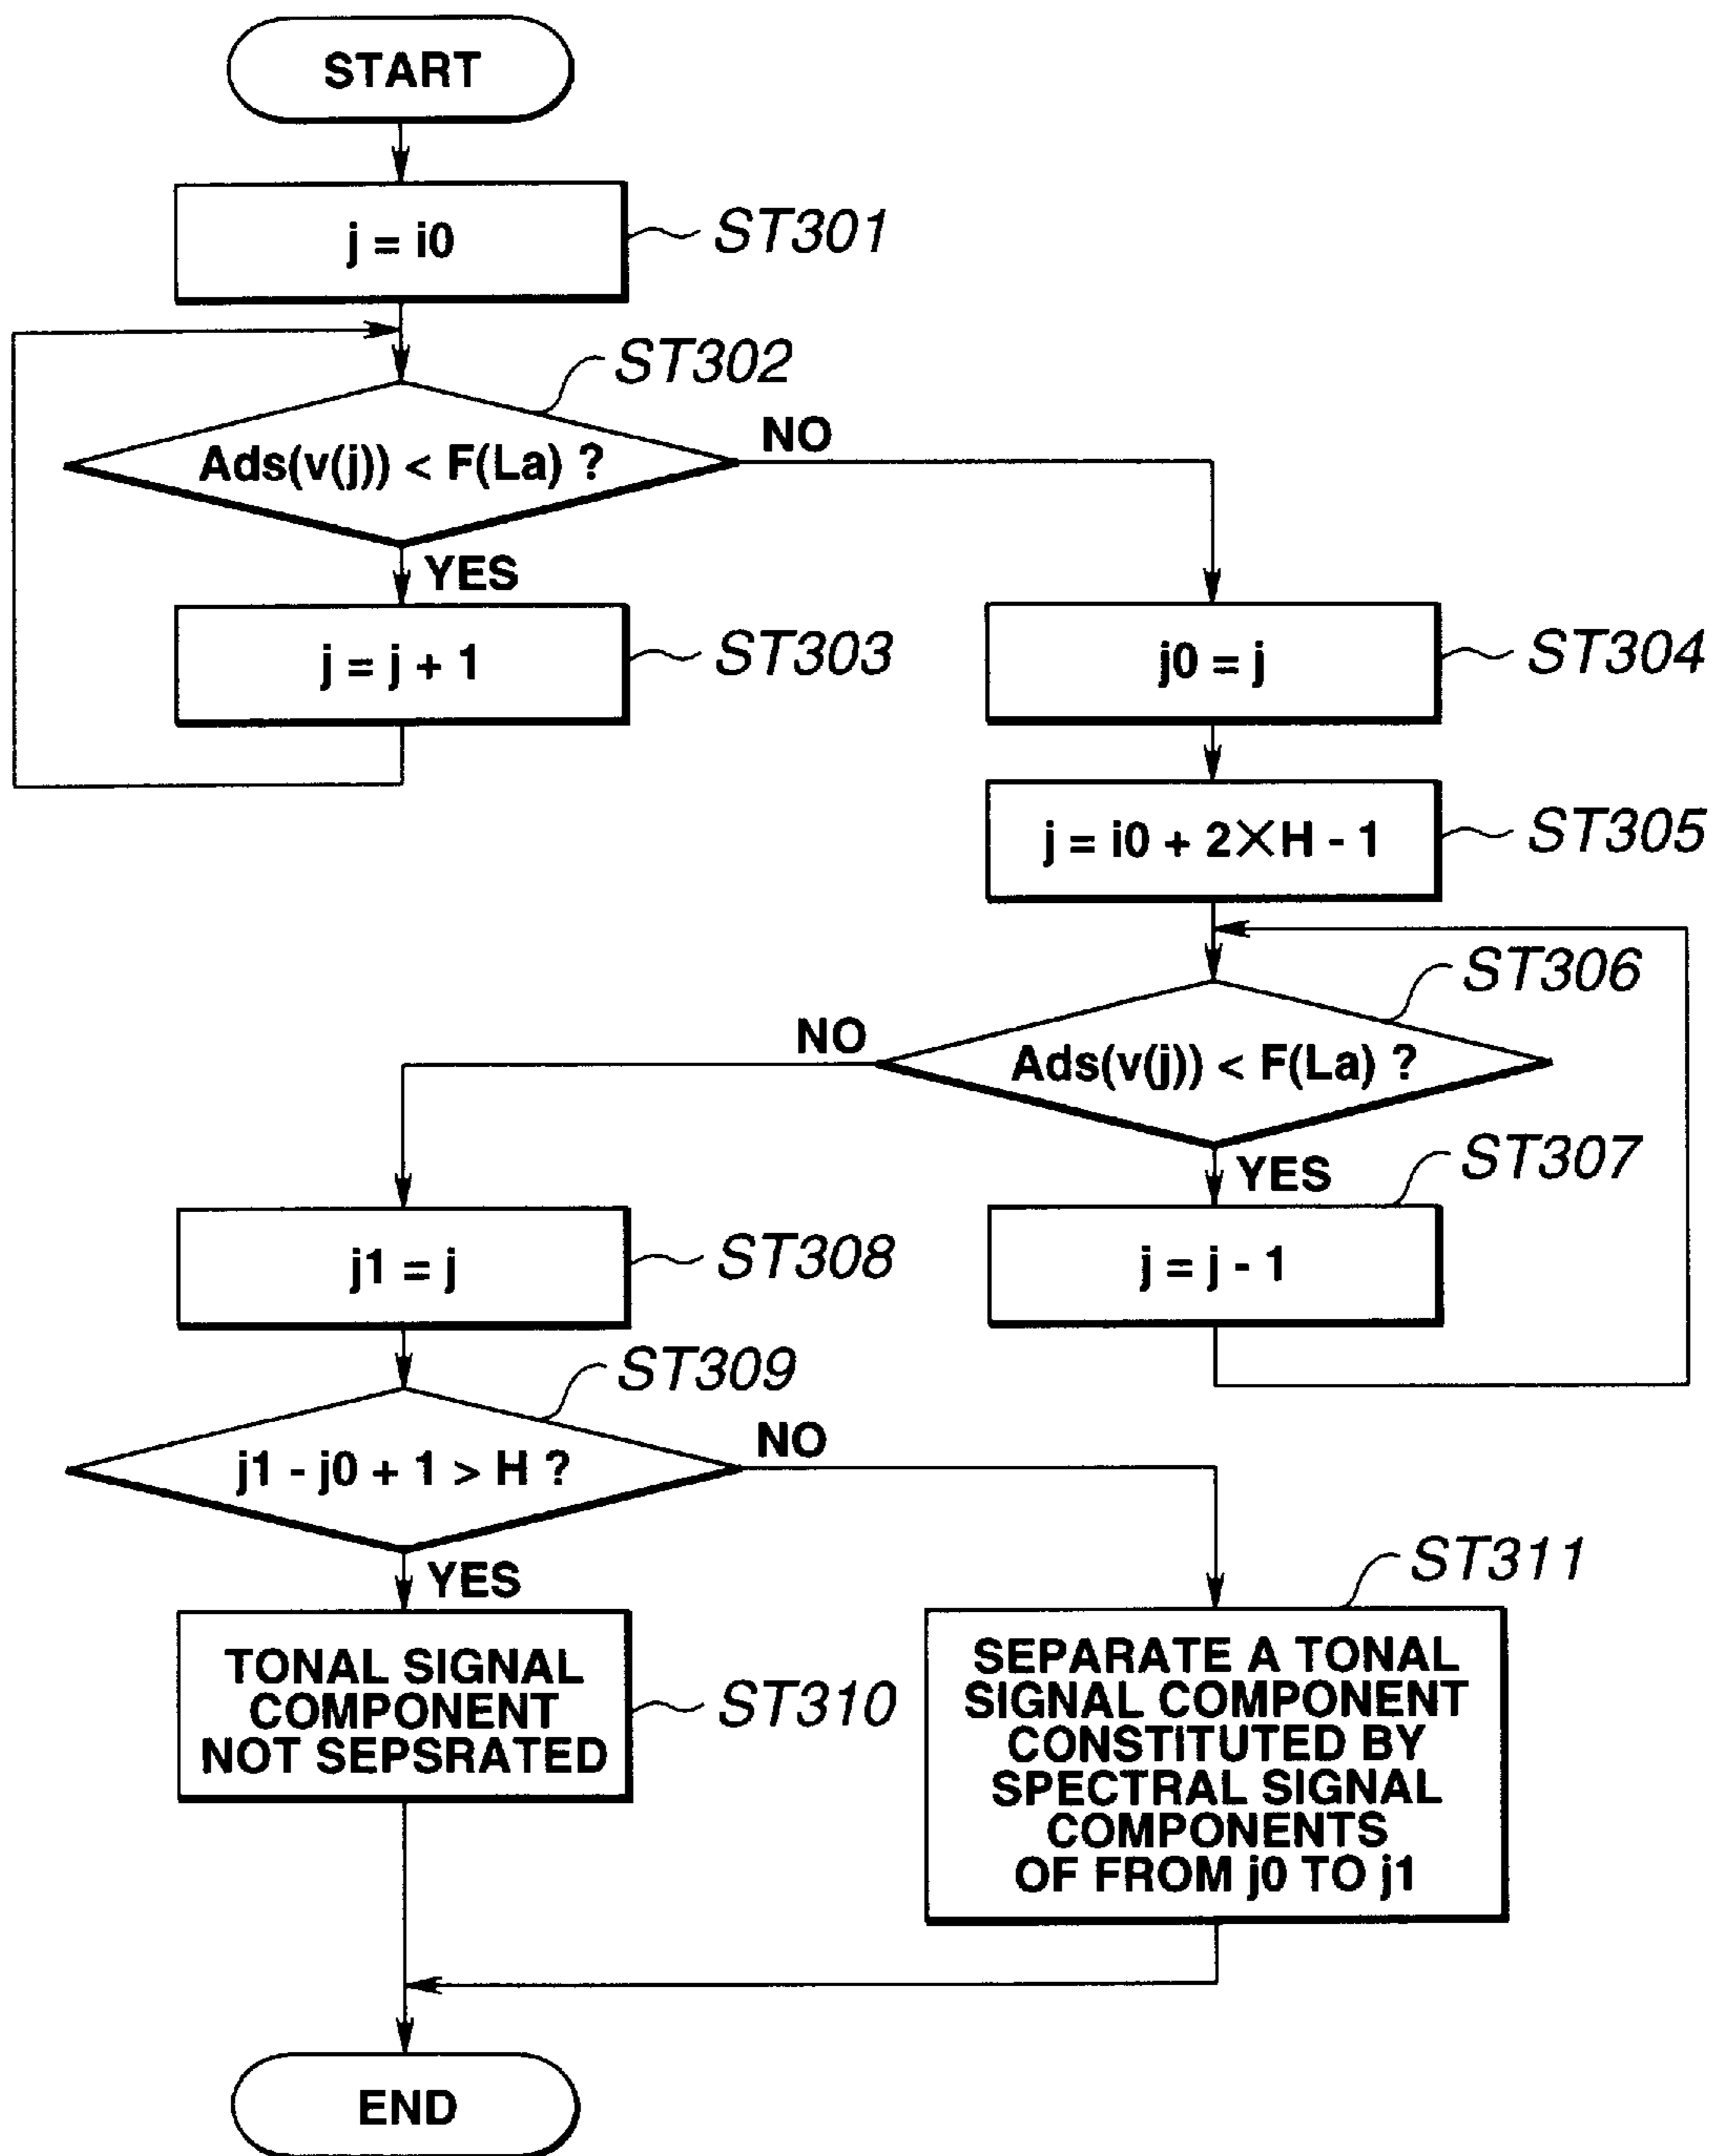 START
j = i0
ST301
ST302
Ads(v(j)) < F(La) ?
NO
YES
j = j + 1
ST303
j0 = j
ST304
j = i0 + 2×H - 1
ST305
ST306
NO
Ads(v(j)) < F(La) ?
YES
ST307
j = j - 1
j1 = j
ST308
ST309
j1 - j0 + 1 > H ?
NO
YES
TONAL SIGNAL
COMPONENT
NOT SEPSRATED
ST310
ST311
SEPARATE A TONAL
SIGNAL COMPONENT
CONSTITUTED BY
SPECTRAL SIGNAL
COMPONENTS
OF FROM j0 TO j1
END